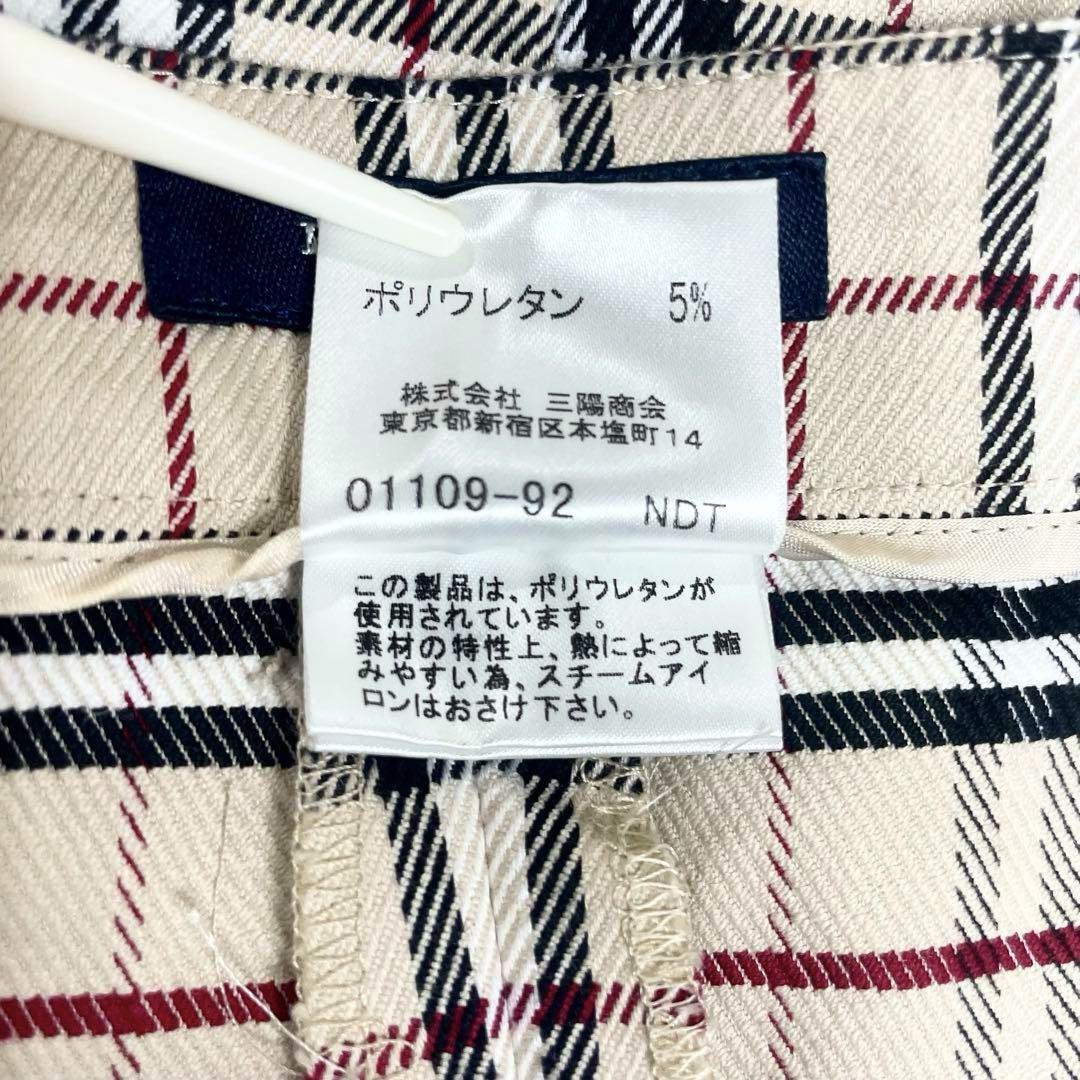 ポリウレタン 5%
株式会社 三陽商会
東京都新宿区本塩町14
01109-92 NDT
この製品は、ポリウレタンが
使用されています。
素材の特性上、熱によって縮
みやすい為、スチームアイ
ロンはおさけ下さい。